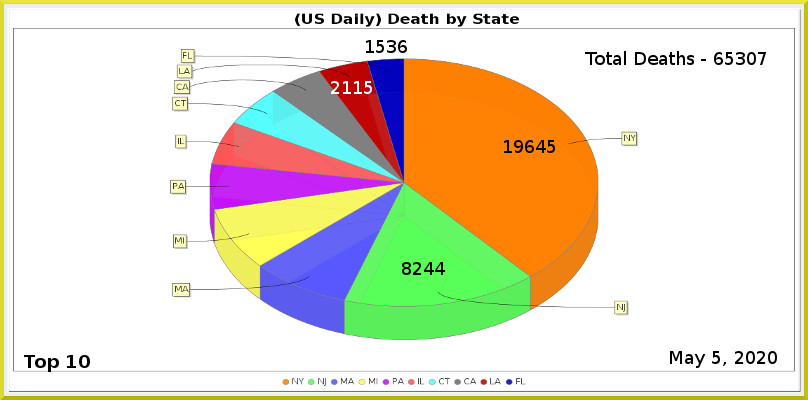 (US Daily) Death by State
1536
FL
Total Deaths - 65307
LA
CA
2115
CT
NY
IL
19645
PA
MI
8244
MA
NJ
Top 10
May 5, 2020
NY NJ MA MI PA IL CT CA LA FL